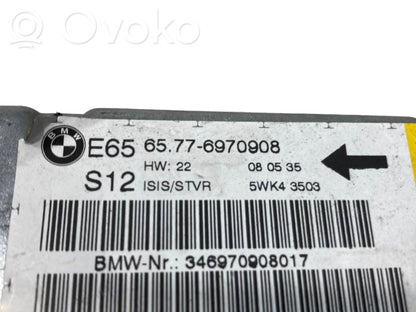 Ovoko
BMW
E65 65.77-6970908
HW: 22 08 05 35
S12 ISIS/STVR 5WK4 3503
BMW-Nr.: 346970908017